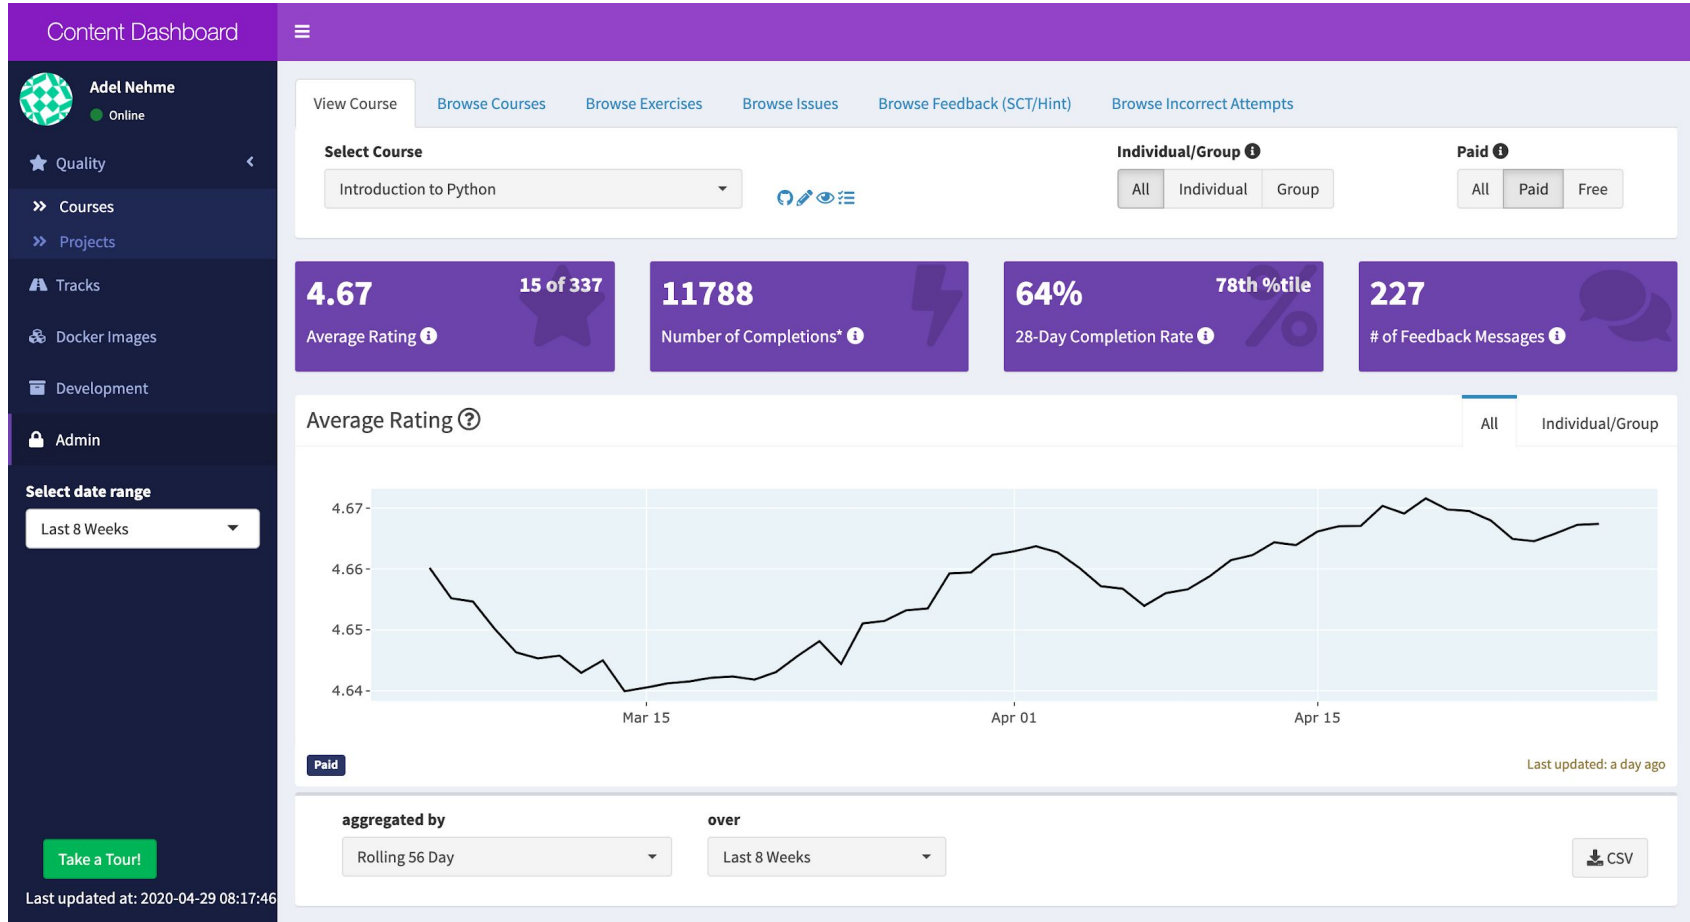 Content Dashboard
Adel Nehme
Online
Quality
Courses
Projects
Tracks
Docker Images
Development
Admin
Select date range
Last 8 Weeks
Take a Tour!
Last updated at: 2020-04-29 08:17:46
View Course Browse Courses Browse Exercises Browse Issues Browse Feedback (SCT/Hint) Browse Incorrect Attempts
Select Course
Introduction to Python
Individual/Group
All Individual Group
Paid
All Paid Free
4.67 15 of 337
Average Rating
11788
Number of Completions*
64% 78th %tile
28-Day Completion Rate
227
# of Feedback Messages
Average Rating
All Individual/Group
4.67
4.66
4.65
4.64
Mar 15 Apr 01 Apr 15
Paid
Last updated: a day ago
aggregated by
Rolling 56 Day
over
Last 8 Weeks
CSV